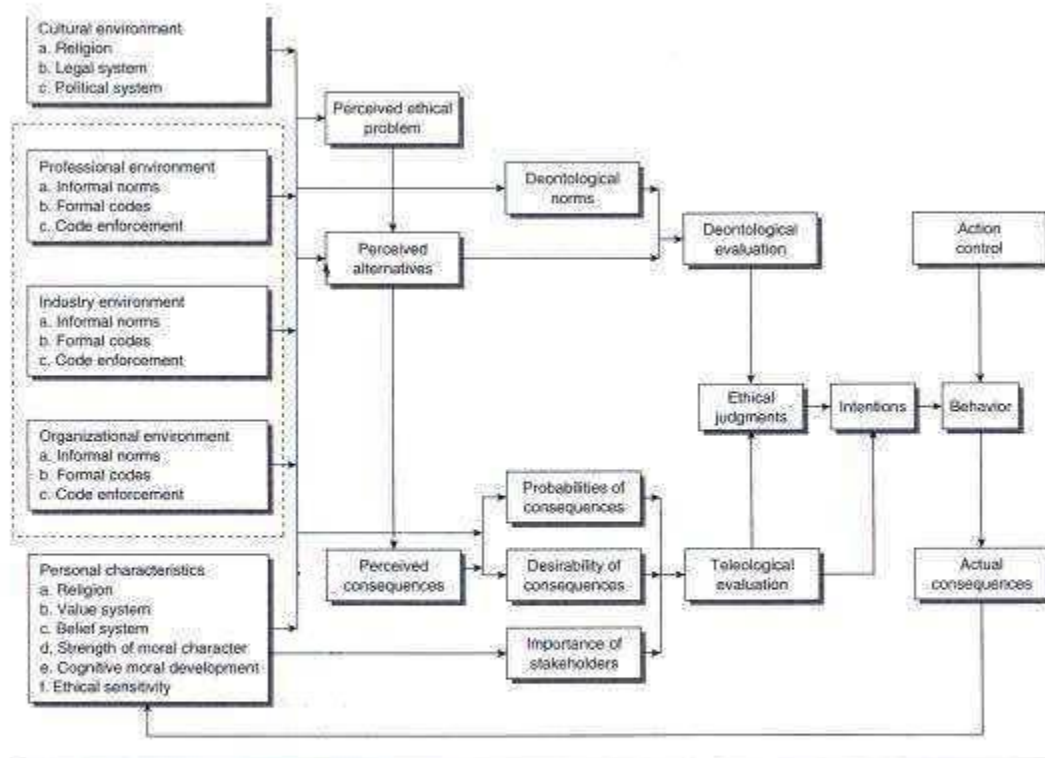 Cultural environment
a. Religion
b. Legal system
c. Political system
Perceived ethical
problem
Professional environment
a. Informal norms
b. Formal codes
c. Code enforcement
Deontological
norms
Perceived
alternatives
Deontological
evaluation
Action
control
Industry environment
a. Informal norms
b. Formal codes
c. Code enforcement
Ethical
judgments
Intentions
Behavior
Organizational environment
a. Informal norms
b. Formal codes
c. Code enforcement
Probabilities of
consequences
Perceived
consequences
Desirability of
consequences
Teleological
evaluation
Actual
consequences
Personal characteristics
a. Religion
b. Value system
c. Belief system
d. Strength of moral character
e. Cognitive moral development
f. Ethical sensitivity
Importance of
stakeholders